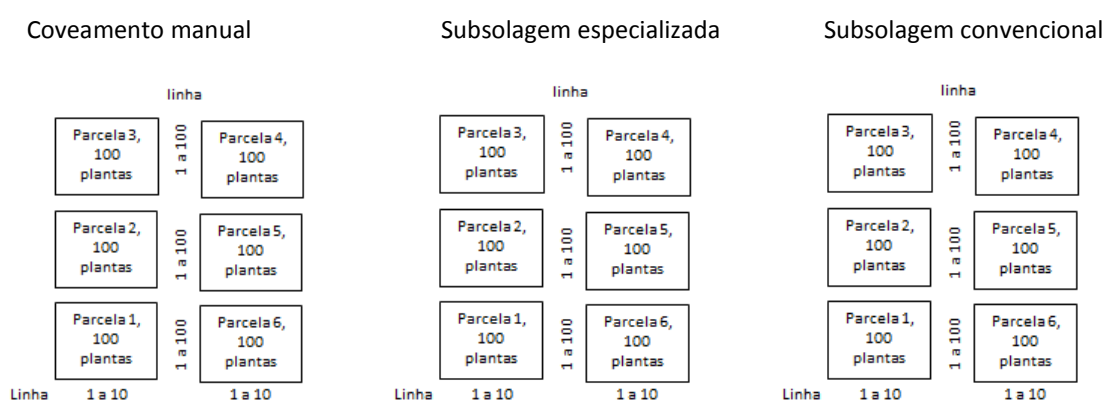 Coveamento manual
Subsolagem especializada
Subsolagem convencional
linha
Parcela 3,
100
plantas
1 a 100
Parcela 4,
100
plantas
Parcela 2,
100
plantas
1 a 100
Parcela 5,
100
plantas
Parcela 1,
100
plantas
1 a 100
Parcela 6,
100
plantas
Linha
1 a 10
1 a 10
linha
Parcela 3,
100
plantas
1 a 100
Parcela 4,
100
plantas
Parcela 2,
100
plantas
1 a 100
Parcela 5,
100
plantas
Parcela 1,
100
plantas
1 a 100
Parcela 6,
100
plantas
Linha
1 a 10
1 a 10
linha
Parcela 3,
100
plantas
1 a 100
Parcela 4,
100
plantas
Parcela 2,
100
plantas
1 a 100
Parcela 5,
100
plantas
Parcela 1,
100
plantas
1 a 100
Parcela 6,
100
plantas
Linha
1 a 10
1 a 10